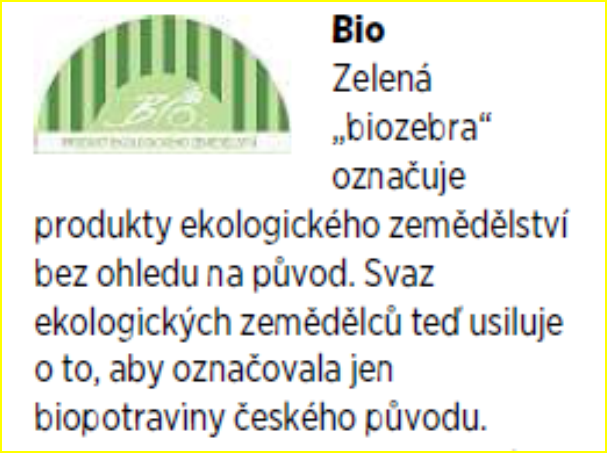 Bio
PRODUKT EKOLOGICKÉHO ZEMĚDĚLSTVÍ
Bio
Zelená
„biozebra“
označuje
produkty ekologického zemědělství
bez ohledu na původ. Svaz
ekologických zemědělců teď usiluje
o to, aby označovala jen
biopotraviny českého původu.